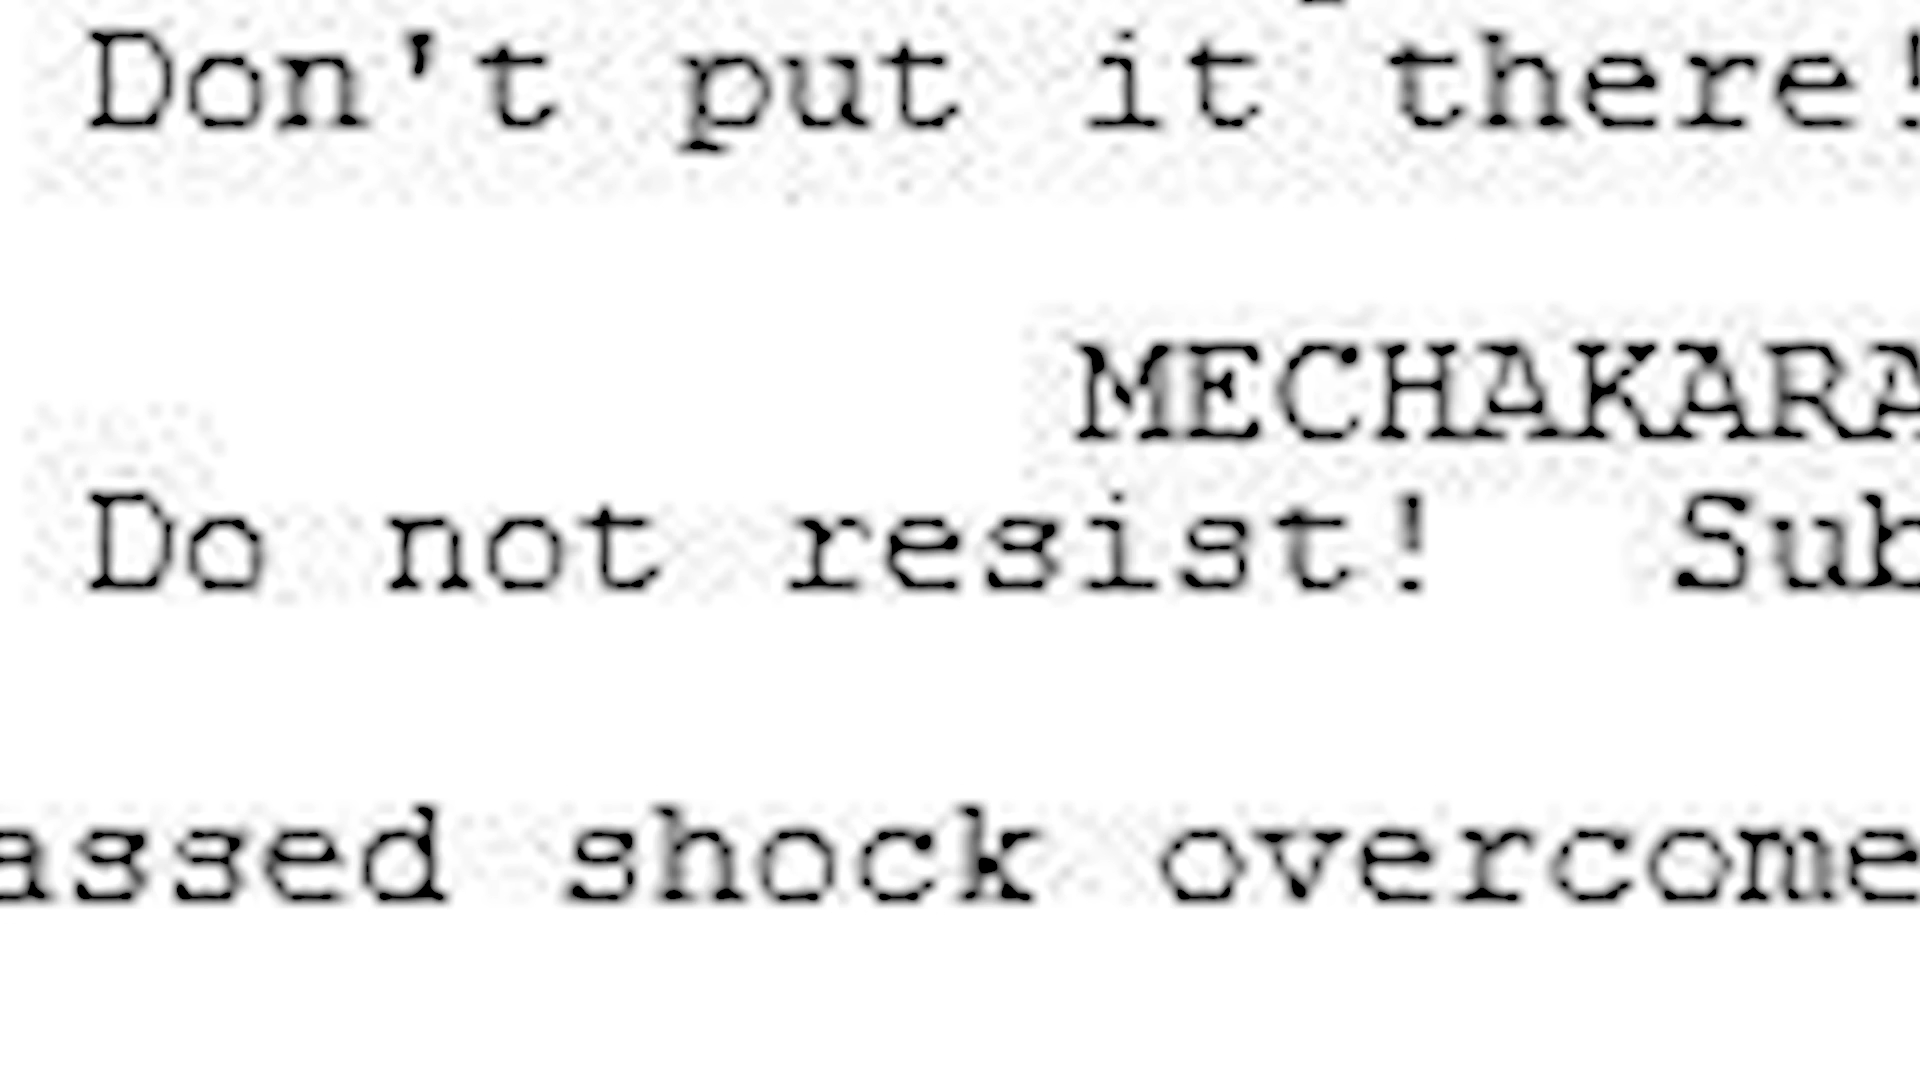 Don't put it there!
MECHAKARA
Do not resist!  Sub
assed shock overcome